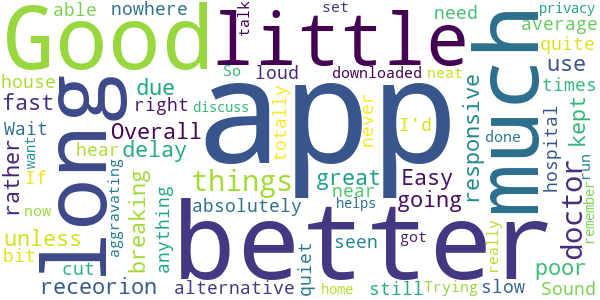 able nowhere
Good little
talk
set
need
privacy
average
quite
house
fast
long
due
right
So
loud
discuss
downloaded
neat
use
times
Wait
hear
Overall
delay
app
totally
never
I'd
responsive
much
done
hospital
kept
run
rather
If
want
now
aggravating
breaking
anything
things
great
near
Easy
going
doctor
remember
unless
bit
cut
receorion
absolutely
better
seen
helps
got
still
Trying
really
slow
poor
Sound
alternative
quiet
home